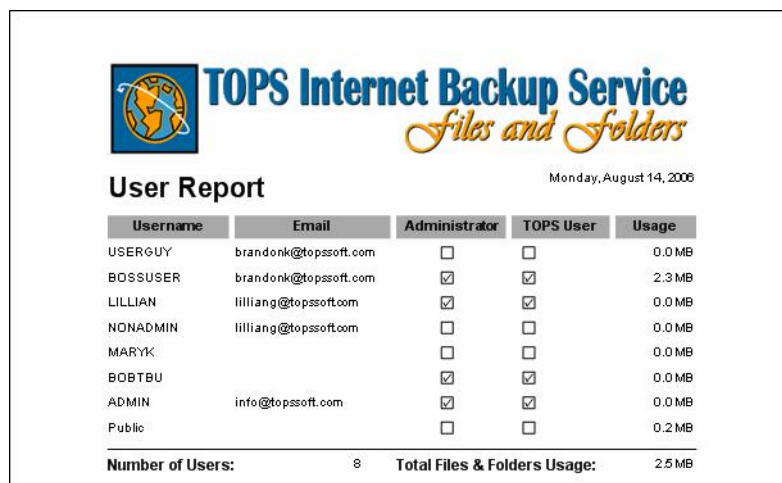 TOPS Internet Backup Service
Files and Folders
User Report
Monday, August 14, 2006
Username Email Administrator TOPS User Usage
USERGUY brandonk@topssoft.com 0.0 MB
BOSSUSER brandonk@topssoft.com 2.3 MB
LILLIAN lilliang@topssoft.com 0.0 MB
NONADMIN lilliang@topssoft.com 0.0 MB
MARYK 0.0 MB
BOBTBU 0.0 MB
ADMIN info@topssoft.com 0.0 MB
Public 0.2 MB
Number of Users: 8 Total Files & Folders Usage: 2.5 MB